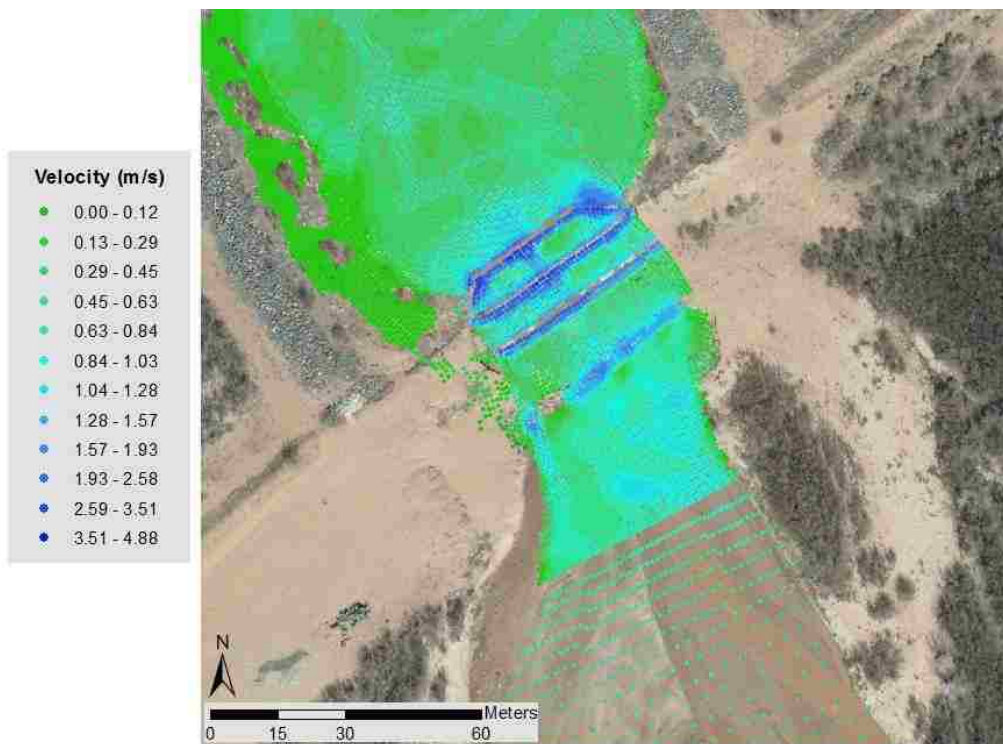 Velocity (m/s)
0.00 - 0.12
0.13 - 0.29
0.29 - 0.45
0.45 - 0.63
0.63 - 0.84
0.84 - 1.03
1.04 - 1.28
1.28 - 1.57
1.57 - 1.93
1.93 - 2.58
2.59 - 3.51
3.51 - 4.88
N
Meters
0 15 30 60